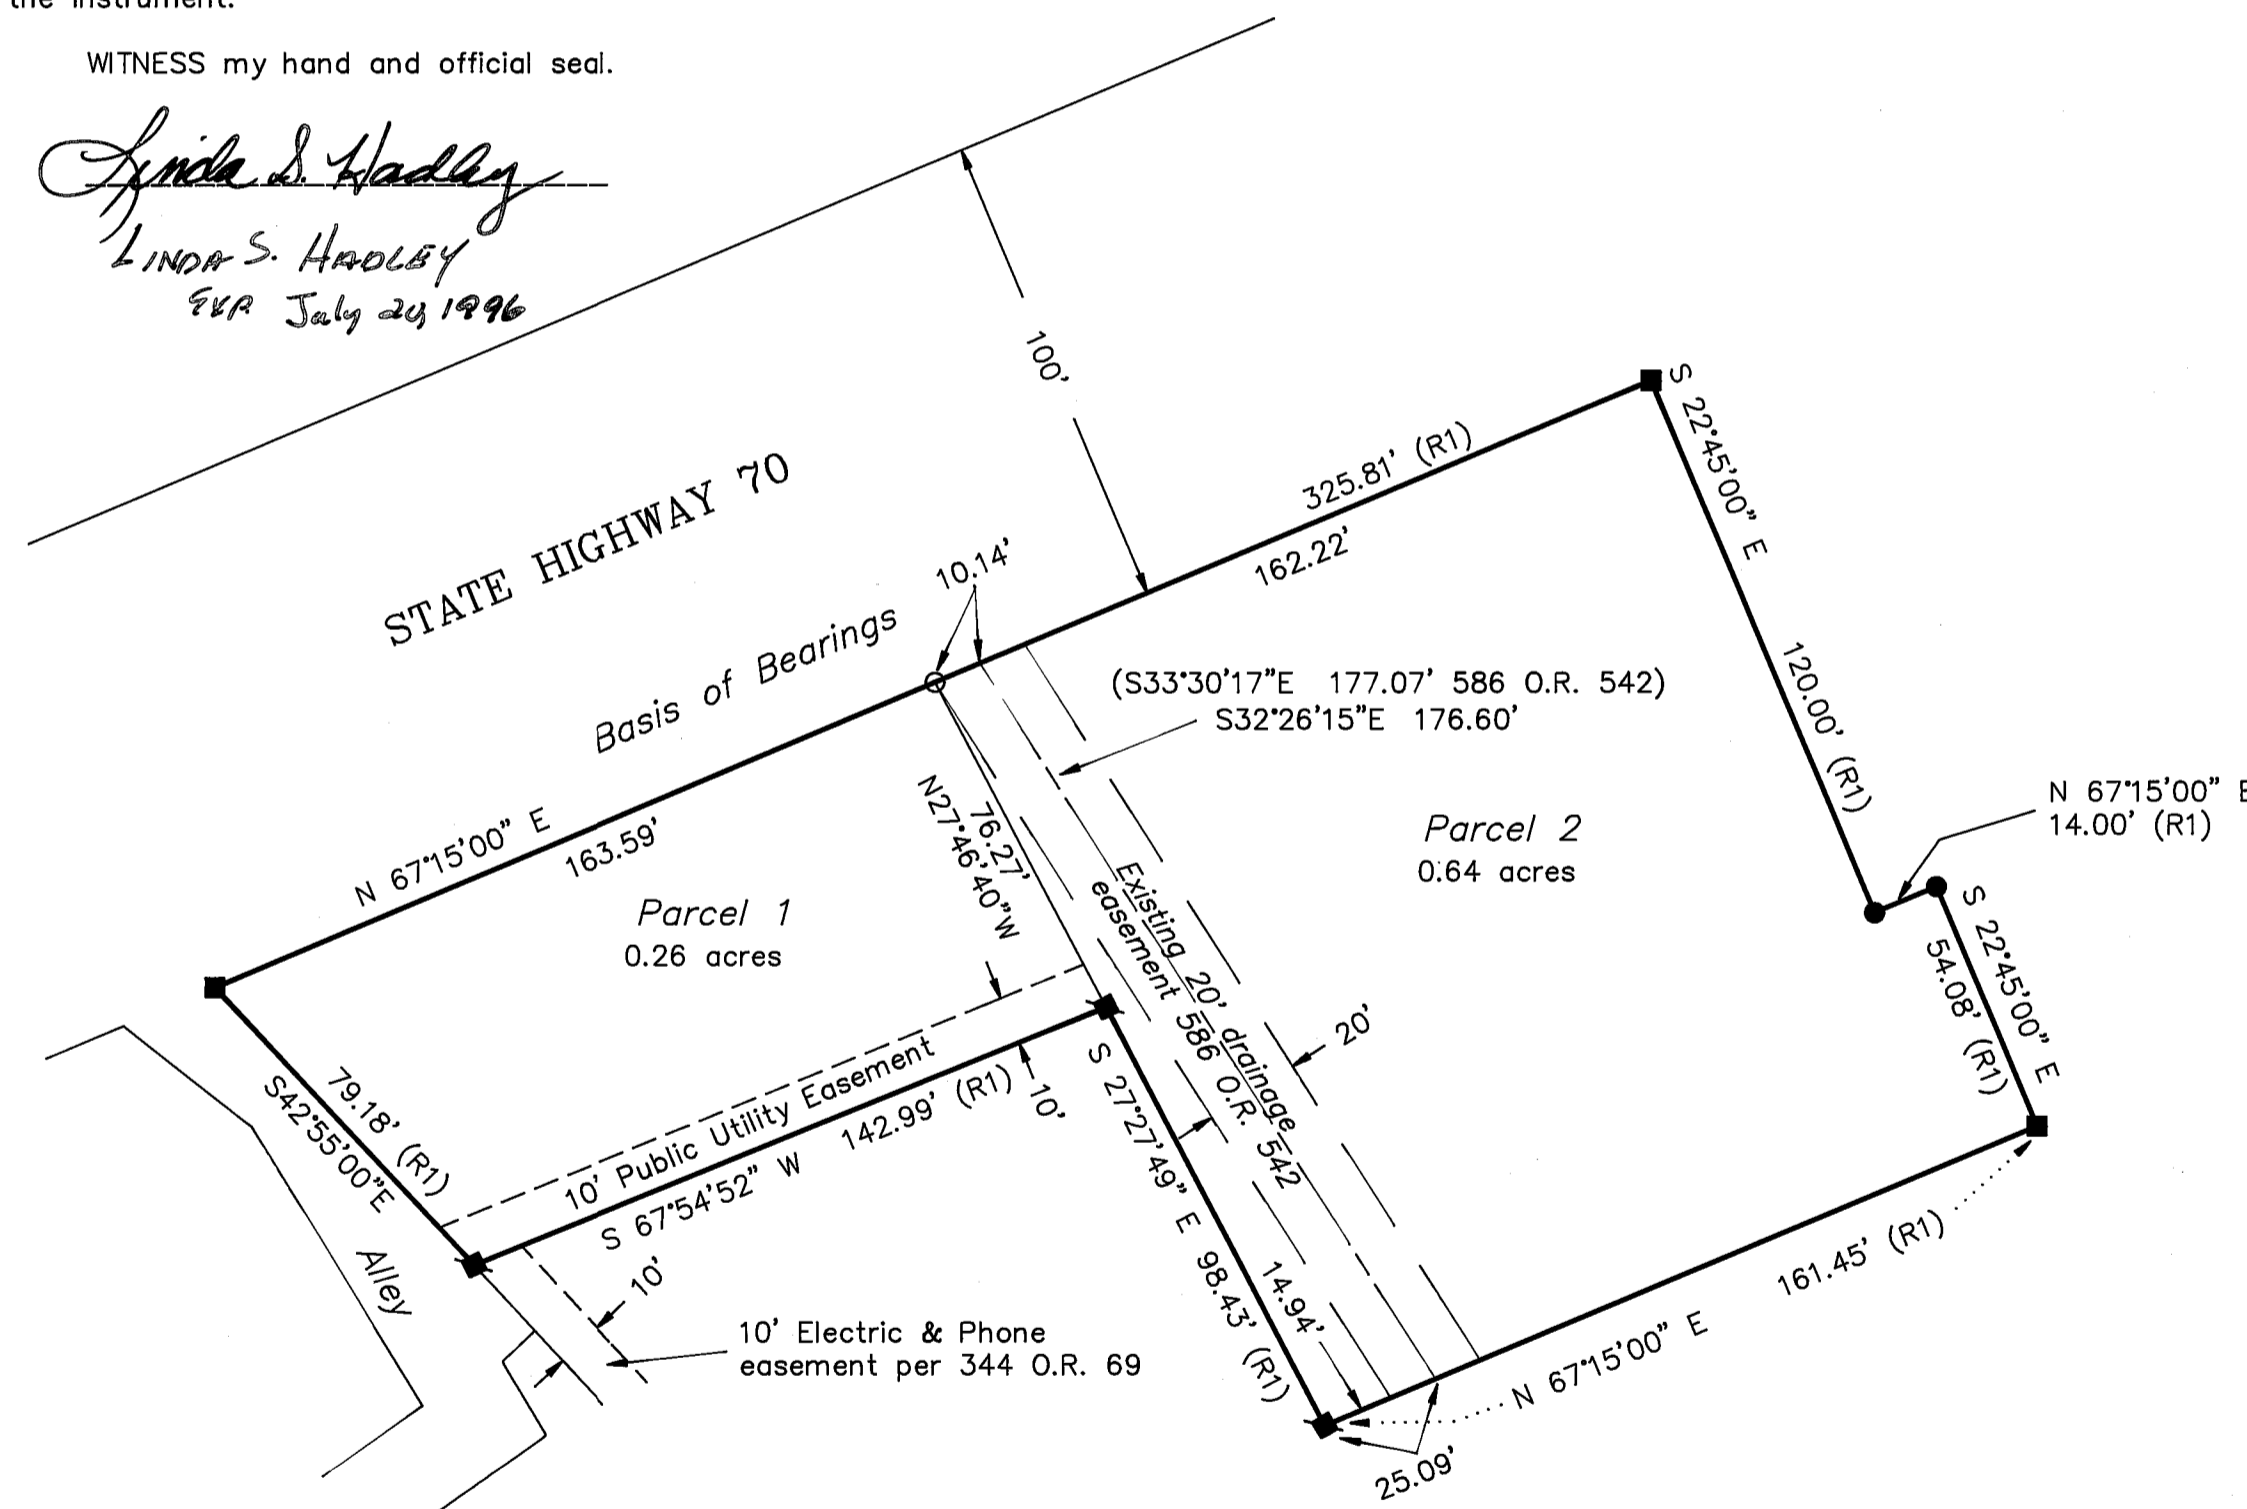 the instrument.
WITNESS my hand and official seal.
Linda S. Hadley
LINDA S. HADLEY
EXP. July 24, 1996
100'
STATE HIGHWAY 70
Basis of Bearings
10.14'
325.81' (R1)
162.22'
S 22°45'00" E
120.00' (R1)
(S33°30'17"E 177.07' 586 O.R. 542)
S32°26'15"E 176.60'
N 67°15'00" E
14.00' (R1)
N 67°15'00" E
163.59'
76.27'
N27°46'40"W
Parcel 2
0.64 acres
Parcel 1
0.26 acres
Existing 20' drainage
easement 586 O.R. 542
S 22°45'00" E
54.08' (R1)
20'
79.18' (R1)
S42°55'00"E
10' Public Utility Easement
142.99' (R1)
S 67°54'52" W
10'
S 27°27'49" E 98.43' (R1)
Alley
10'
14.94'
161.45' (R1)
N 67°15'00" E
10' Electric & Phone
easement per 344 O.R. 69
25.09'